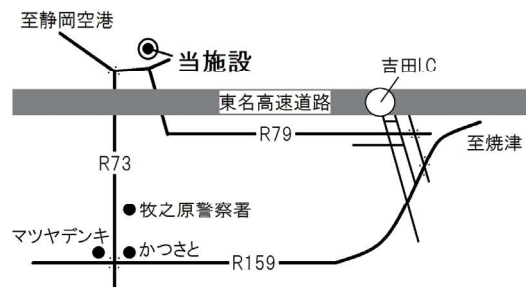 至静岡空港
当施設
吉田I.C
東名高速道路
R79
至焼津
R73
牧之原警察署
マツヤデンキ
かつさと
R159